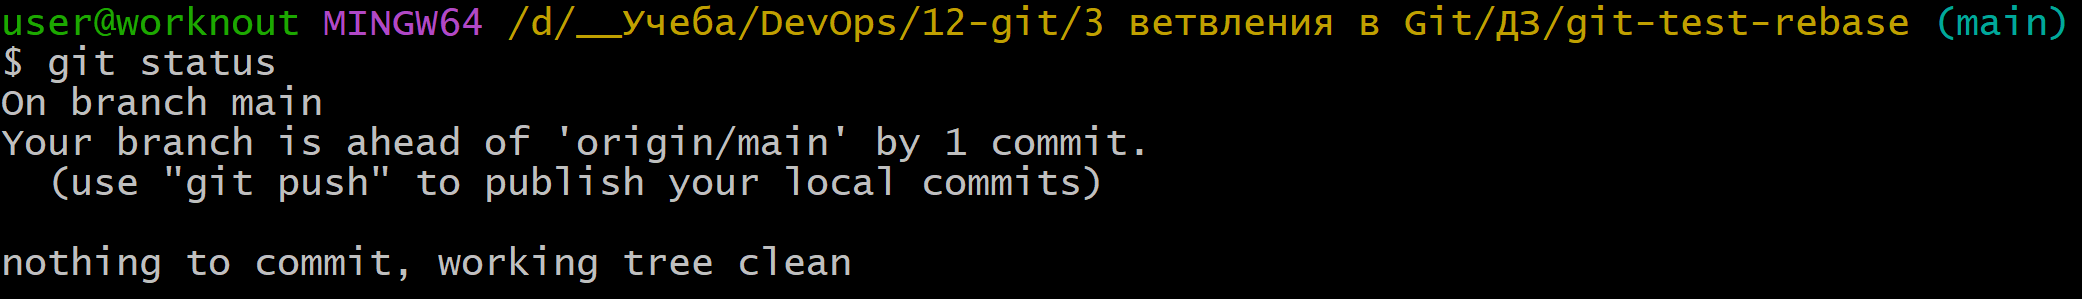 user@worknout MINGW64 /d/__Учеба/DevOps/12-git/3 ветвления в Git/ДЗ/git-test-rebase (main)
$ git status
On branch main
Your branch is ahead of 'origin/main' by 1 commit.
  (use "git push" to publish your local commits)

nothing to commit, working tree clean